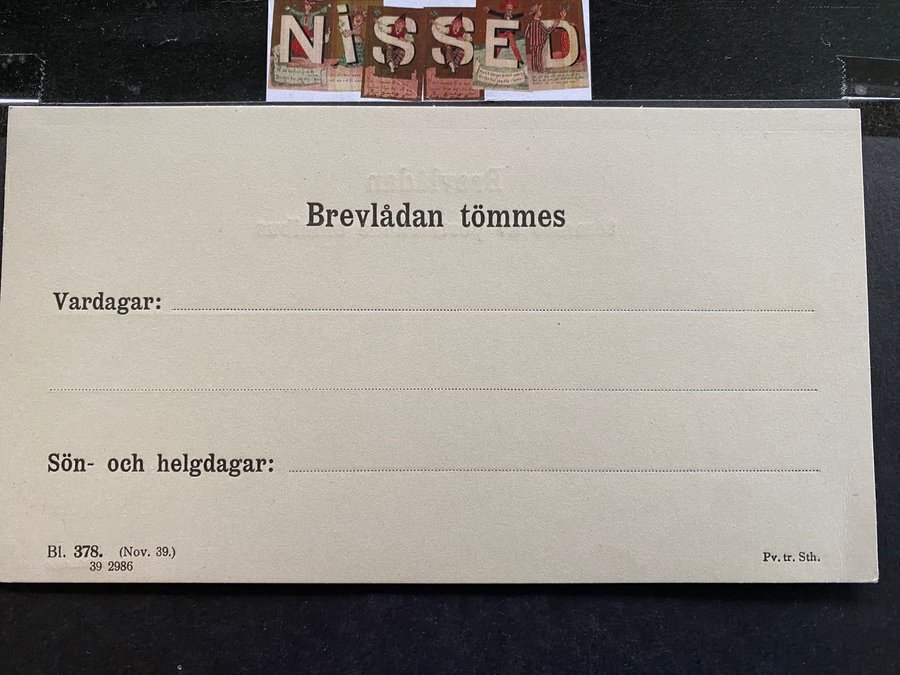 NiSSED
Brevlådan tömmes
Vardagar:
Sön- och helgdagar:
Bl. 378. (Nov. 39.)
39 2986
Pv. tr. Sth.